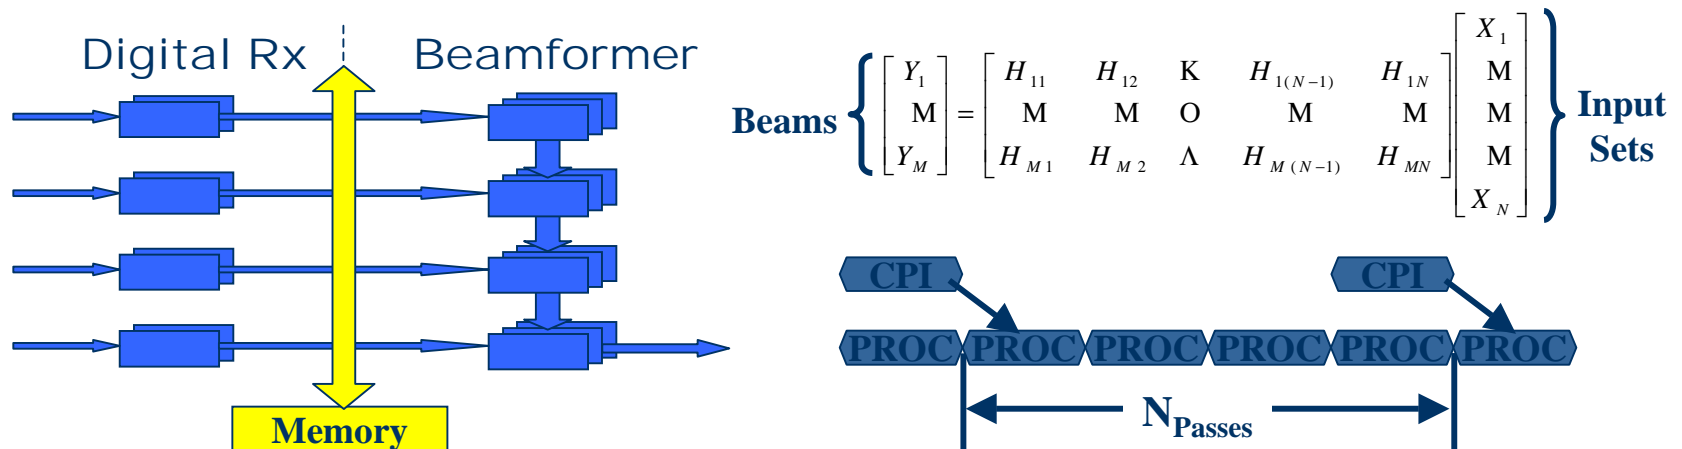 Digital Rx Beamformer
Memory
Beams
Y1 H11 H12 K H1(N−1) H1N X1
M = M M O M M M
YM HM1 HM2 Λ HM(N−1) HMN M
M
XN
Input
Sets
CPI CPI
PROC PROC PROC PROC PROC PROC
NPasses